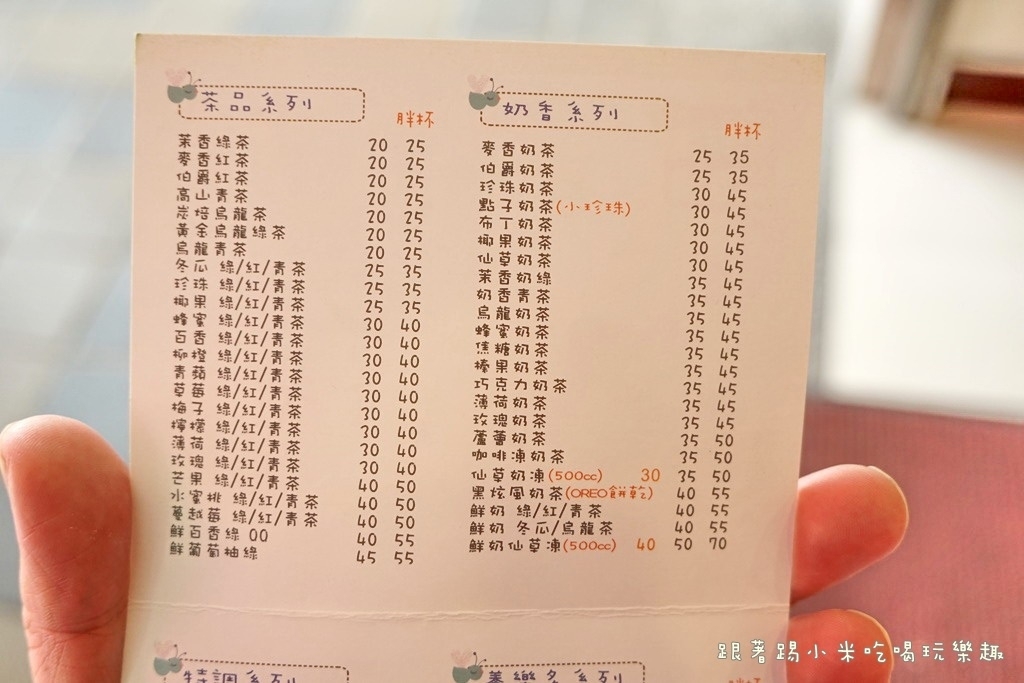 茶品系列
胖杯
茉香綠茶 20 25
麥香紅茶 20 25
伯爵紅茶 20 25
高山青茶 20 25
炭培烏龍茶 20 25
黃金烏龍綠茶 20 25
烏龍青茶 20 25
冬瓜 綠/紅/青茶 25 35
珍珠 綠/紅/青茶 25 35
椰果 綠/紅/青茶 25 35
蜂蜜 綠/紅/青茶 30 40
百香 綠/紅/青茶 30 40
柳橙 綠/紅/青茶 30 40
青蘋 綠/紅/青茶 30 40
草莓 綠/紅/青茶 30 40
梅子 綠/紅/青茶 30 40
檸檬 綠/紅/青茶 30 40
薄荷 綠/紅/青茶 30 40
玫瑰 綠/紅/青茶 30 40
芒果 綠/紅/青茶 40 50
水蜜桃 綠/紅/青茶 40 50
蔓越莓 綠/紅/青茶 40 50
鮮百香綠 OO 40 55
鮮葡萄柚綠 45 55
奶香系列
胖杯
麥香奶茶 25 35
伯爵奶茶 25 35
珍珠奶茶 30 45
點子奶茶(小珍珠) 30 45
布丁奶茶 30 45
椰果奶茶 30 45
仙草奶茶 30 45
茉香奶綠 35 45
奶香青茶 35 45
烏龍奶茶 35 45
蜂蜜奶茶 35 45
焦糖奶茶 35 45
榛果奶茶 35 45
巧克力奶茶 35 45
薄荷奶茶 35 45
玫瑰奶茶 35 45
蘆薈奶茶 35 50
咖啡凍奶茶 35 50
仙草奶凍(500cc) 30 35 50
黑炫風奶茶(OREO餅乾) 40 55
鮮奶 綠/紅/青茶 40 55
鮮奶 冬瓜/烏龍茶 40 55
鮮奶仙草凍(500cc) 40 50 70
特調系列
養樂多系列
胖杯
跟著踢小米吃喝玩樂趣